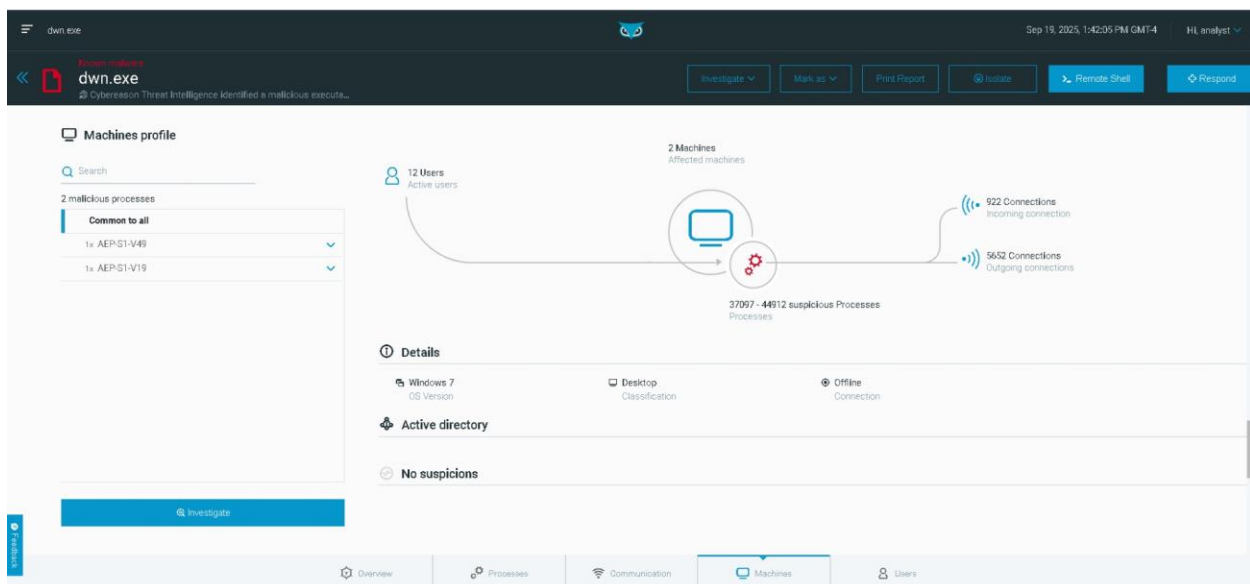 dwn.exe
Sep 19, 2025, 1:42:05 PM GMT-4
Hi, analyst
Known malware
dwn.exe
Cybereason Threat Intelligence identified a malicious executa...
Investigate
Mark as
Print Report
Isolate
Remote Shell
Respond
Machines profile
Search
2 malicious processes
Common to all
1x AEP-S1-V49
1x AEP-S1-V19
Investigate
12 Users
Active users
2 Machines
Affected machines
922 Connections
Incoming connection
5652 Connections
Outgoing connections
37097 - 44912 suspicious Processes
Processes
Details
Windows 7
OS Version
Desktop
Classification
Offline
Connection
Active directory
No suspicions
Feedback
Overview
Processes
Communication
Machines
Users